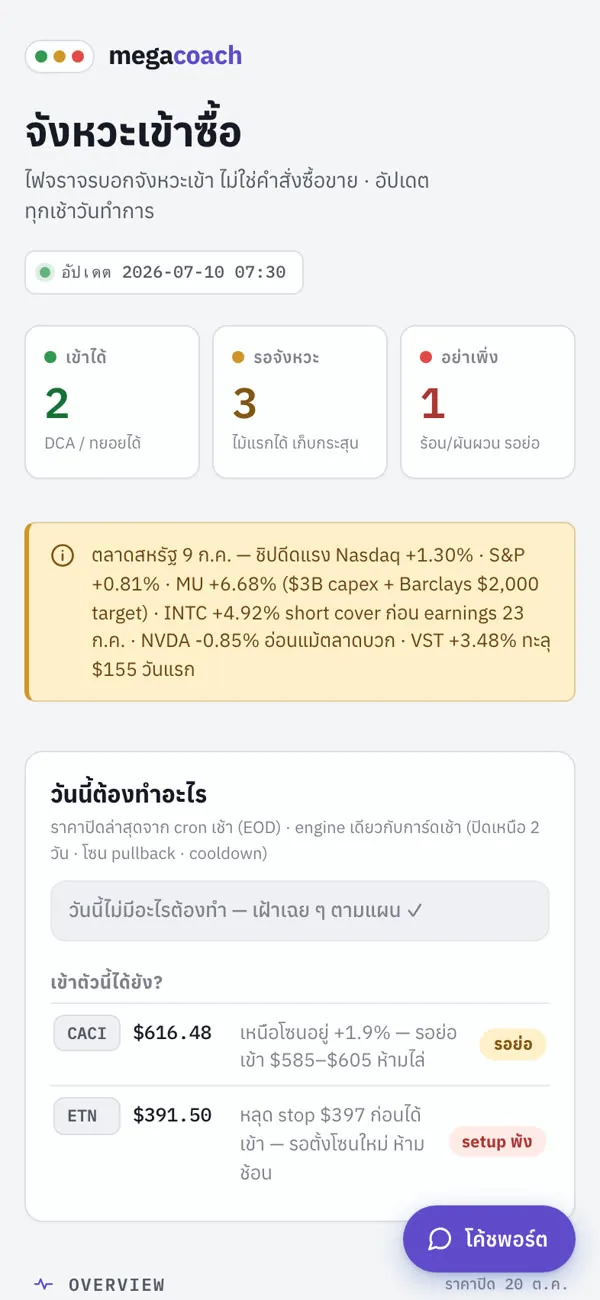 megacoach
จังหวะเข้าซื้อ
ไฟจราจรบอกจังหวะเข้า ไม่ใช่คำสั่งซื้อขาย · อัปเดต
ทุกเช้าวันทำการ
อัปเดต 2026-07-10 07:30
เข้าได้
2
DCA / ทยอยได้
รอจังหวะ
3
ไม้แรกได้ เก็บกระสุน
อย่าเพิ่ง
1
ร้อน/ผันผวน รอย่อ
ตลาดสหรัฐ 9 ก.ค. — ชิปดีดแรง Nasdaq +1.30% · S&P
+0.81% · MU +6.68% ($3B capex + Barclays $2,000
target) · INTC +4.92% short cover ก่อน earnings 23
ก.ค. · NVDA -0.85% อ่อนแม้ตลาดบวก · VST +3.48% ทะลุ
$155 วันแรก
วันนี้ต้องทำอะไร
ราคาปิดล่าสุดจาก cron เช้า (EOD) · engine เดียวกับการ์ดเช้า (ปิดเหนือ 2
วัน · โซน pullback · cooldown)
วันนี้ไม่มีอะไรต้องทำ — เฝ้าเฉย ๆ ตามแผน ✓
เข้าตัวนี้ได้ยัง?
CACI $616.48 เหนือโซนอยู่ +1.9% — รอย่อ
เข้า $585–$605 ห้ามไล่
รอย่อ
ETN $391.50 หลุด stop $397 ก่อนได้
เข้า — รอตั้งโซนใหม่ ห้าม
ช้อน
setup พัง
โค้ชพอร์ต
OVERVIEW
ราคาปิด 20 ต.ค.